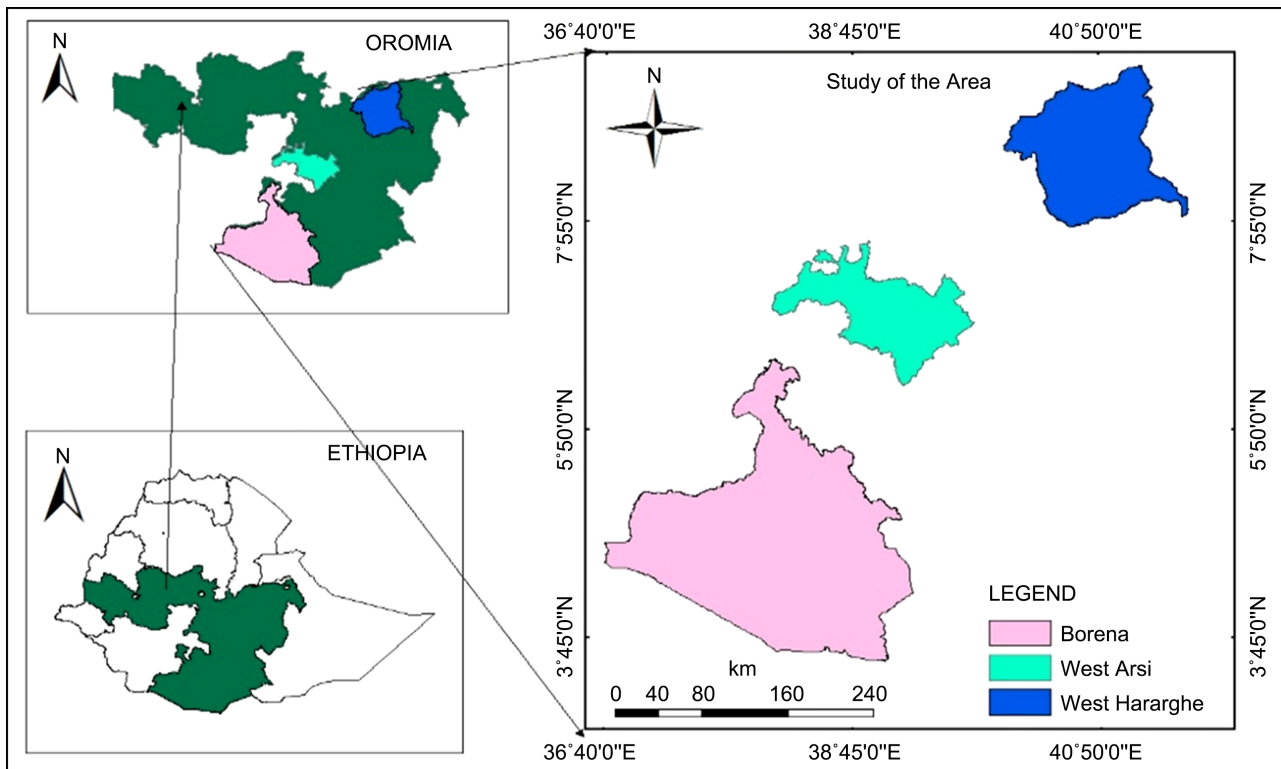 N
OROMIA
N
ETHIOPIA
36°40'0"E 38°45'0"E 40°50'0"E
N
Study of the Area
7°55'0"N
7°55'0"N
5°50'0"N
5°50'0"N
3°45'0"N
3°45'0"N
LEGEND
Borena
West Arsi
West Hararghe
km
0 40 80 160 240
36°40'0"E 38°45'0"E 40°50'0"E